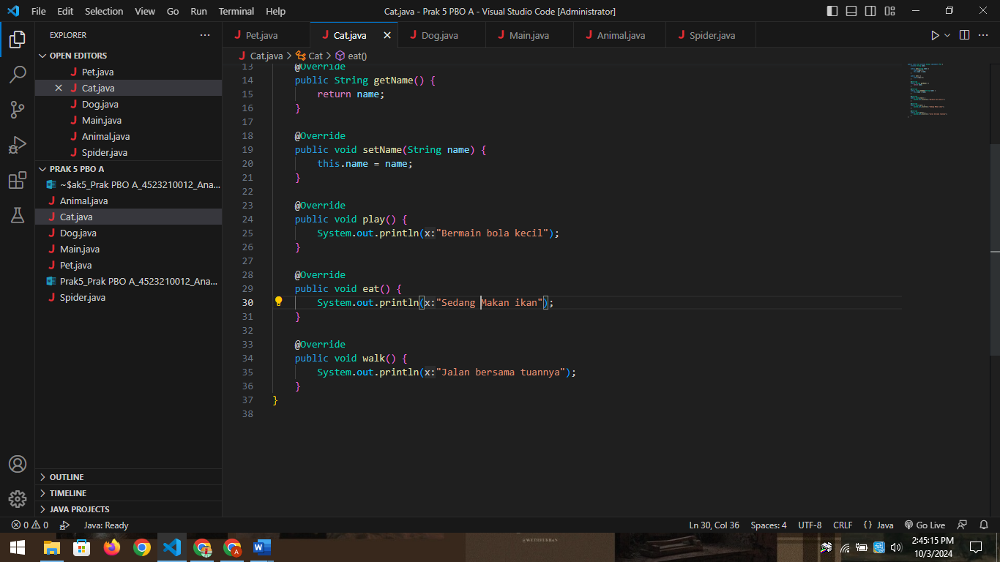 File Edit Selection View Go Run Terminal Help
Cat.java - Prak 5 PBO A - Visual Studio Code [Administrator]
EXPLORER
OPEN EDITORS
Pet.java
Cat.java
Dog.java
Main.java
Animal.java
Spider.java
PRAK 5 PBO A
~$ak5_Prak PBO A_4523210012_Ana...
Animal.java
Cat.java
Dog.java
Main.java
Pet.java
Prak5_Prak PBO A_4523210012_Ana...
Spider.java
OUTLINE
TIMELINE
JAVA PROJECTS
Pet.java Cat.java Dog.java Main.java Animal.java Spider.java
Cat.java > Cat > eat()
13 @Override
14 public String getName() {
15 return name;
16 }
17
18 @Override
19 public void setName(String name) {
20 this.name = name;
21 }
22
23 @Override
24 public void play() {
25 System.out.println(x:"Bermain bola kecil");
26 }
27
28 @Override
29 public void eat() {
30 System.out.println(x:"Sedang Makan ikan");
31 }
32
33 @Override
34 public void walk() {
35 System.out.println(x:"Jalan bersama tuannya");
36 }
37 }
38
0 0 Java: Ready
Ln 30, Col 36 Spaces: 4 UTF-8 CRLF {} Java Go Live
2:45:15 PM
10/3/2024